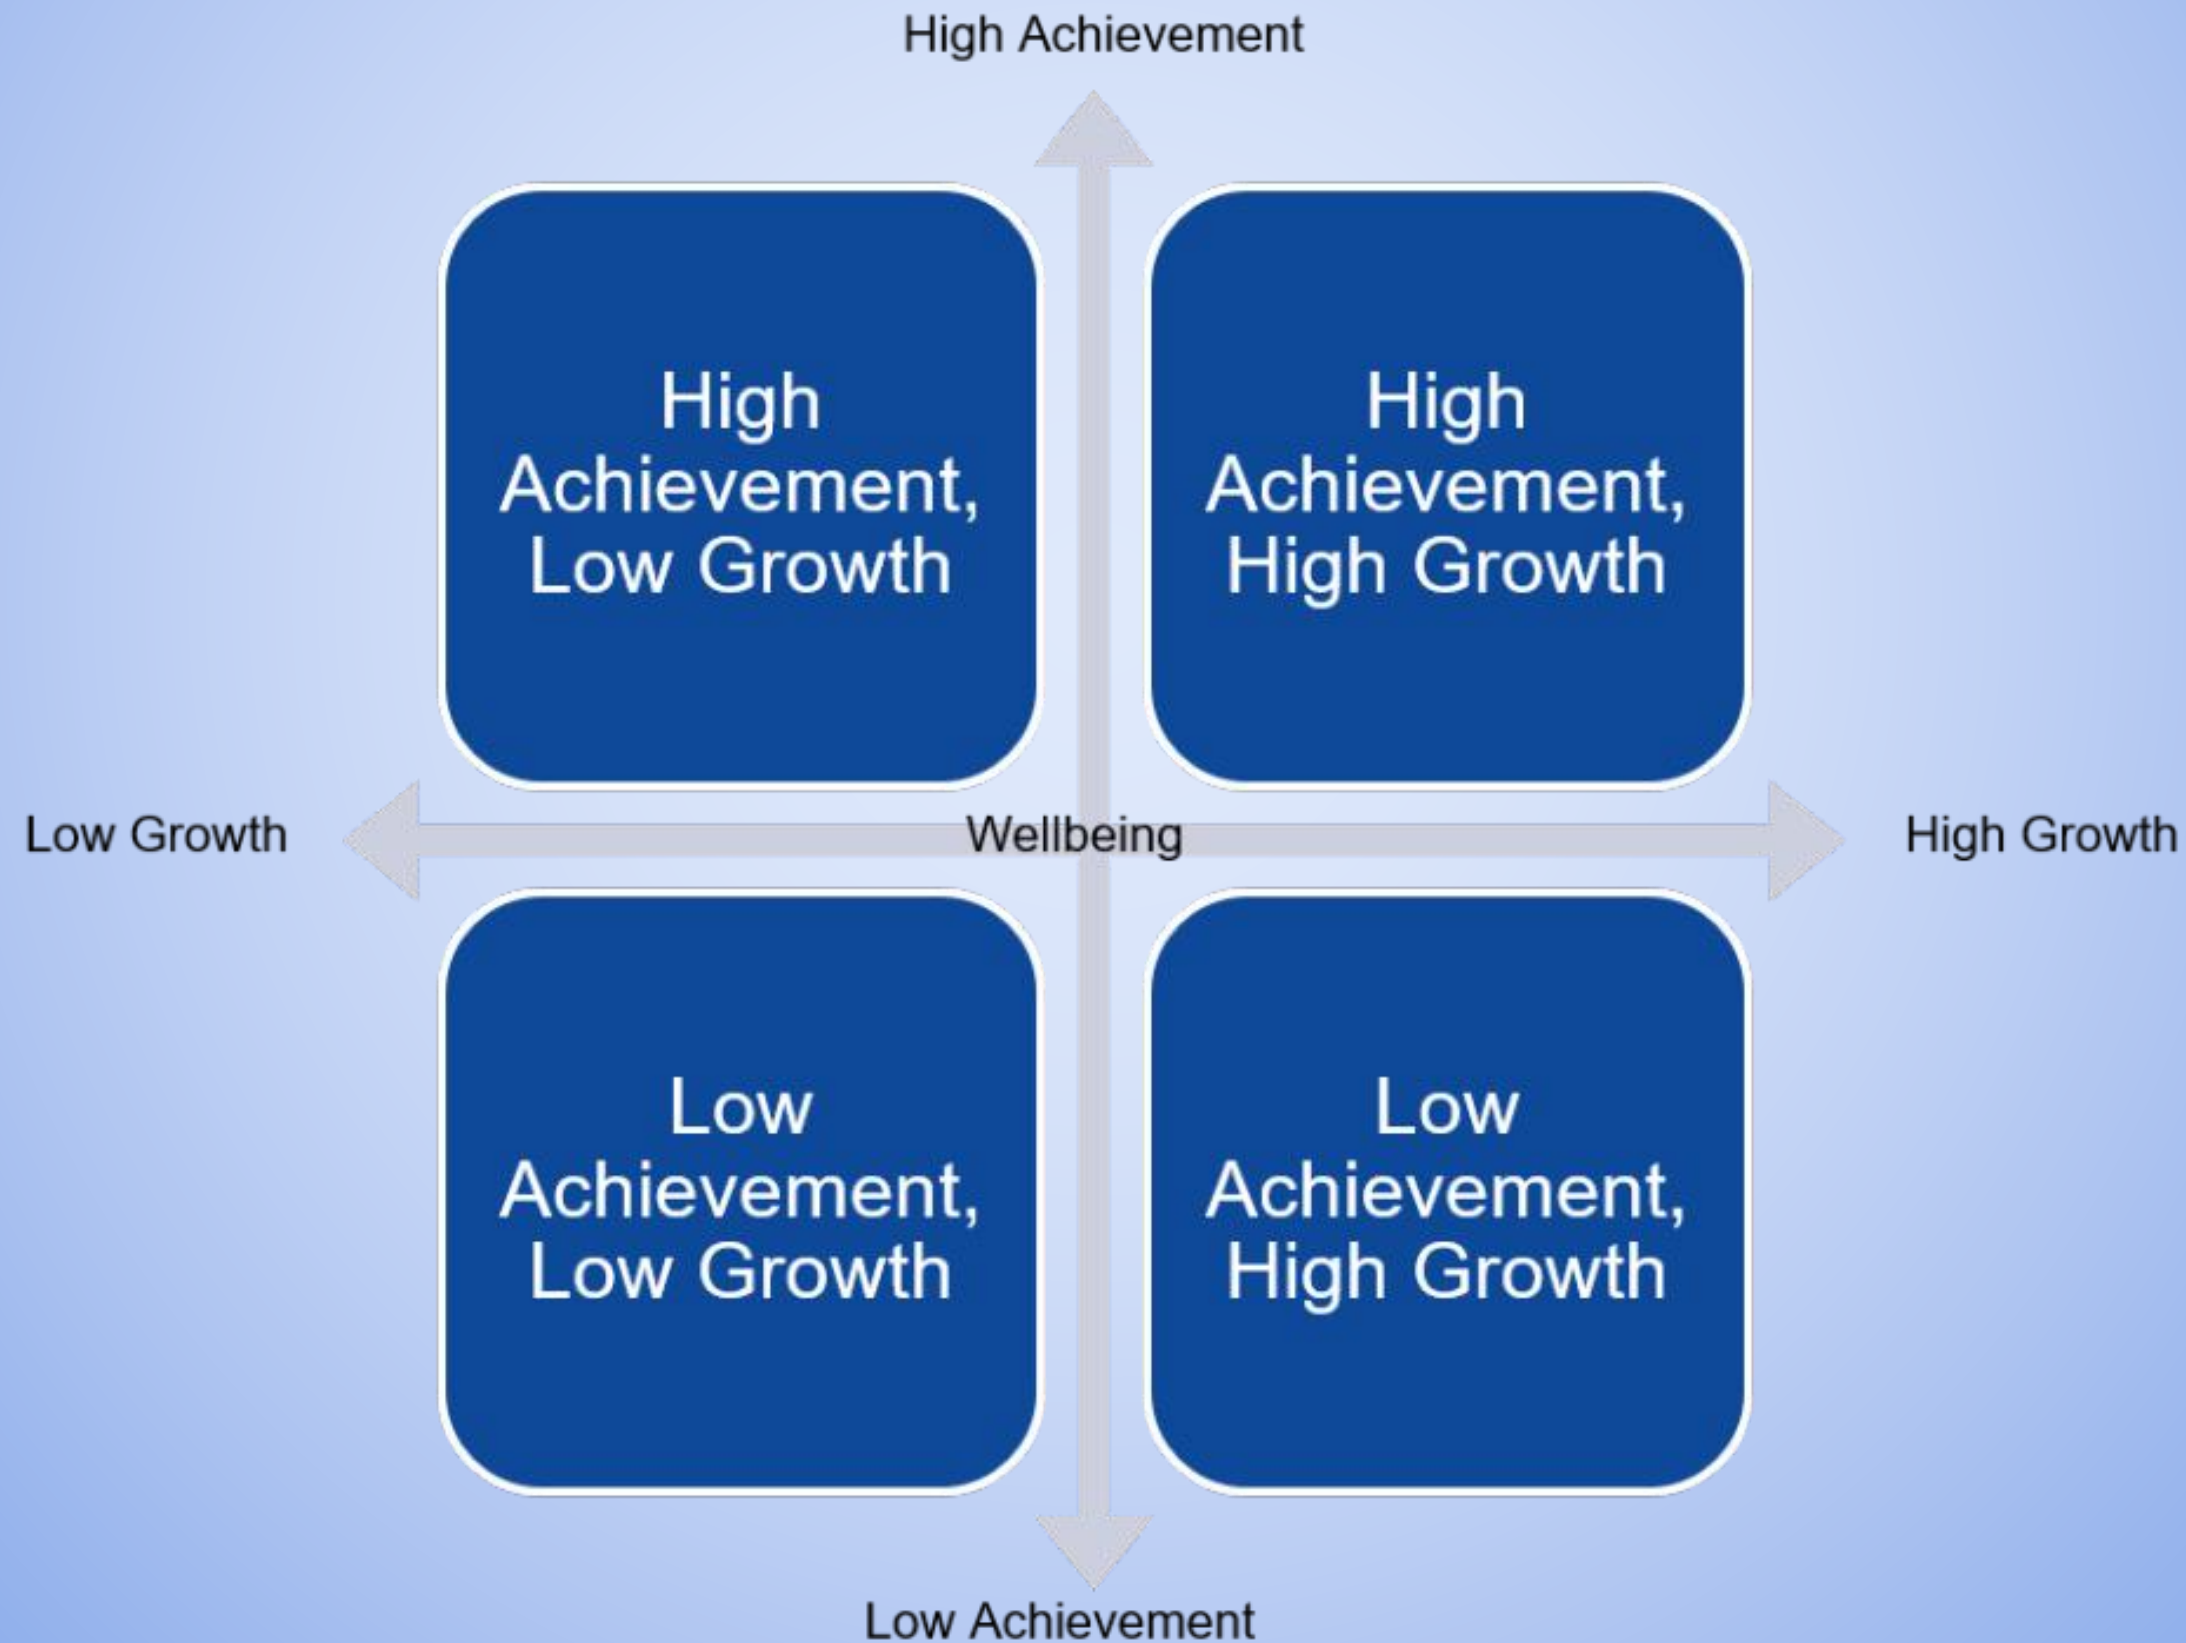 High Achievement
High
Achievement,
Low Growth
High
Achievement,
High Growth
Low Growth
Wellbeing
High Growth
Low
Achievement,
Low Growth
Low
Achievement,
High Growth
Low Achievement